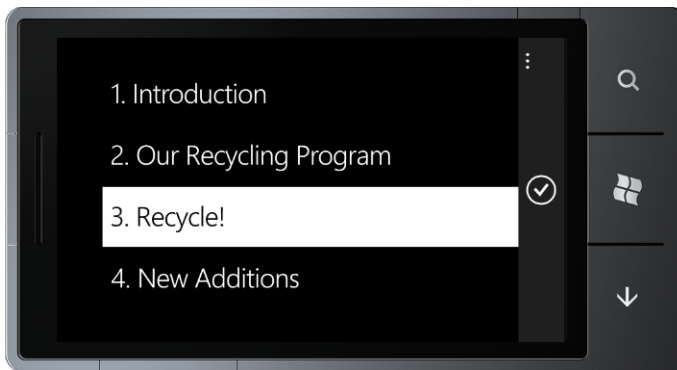 1. Introduction
2. Our Recycling Program
3. Recycle!
4. New Additions